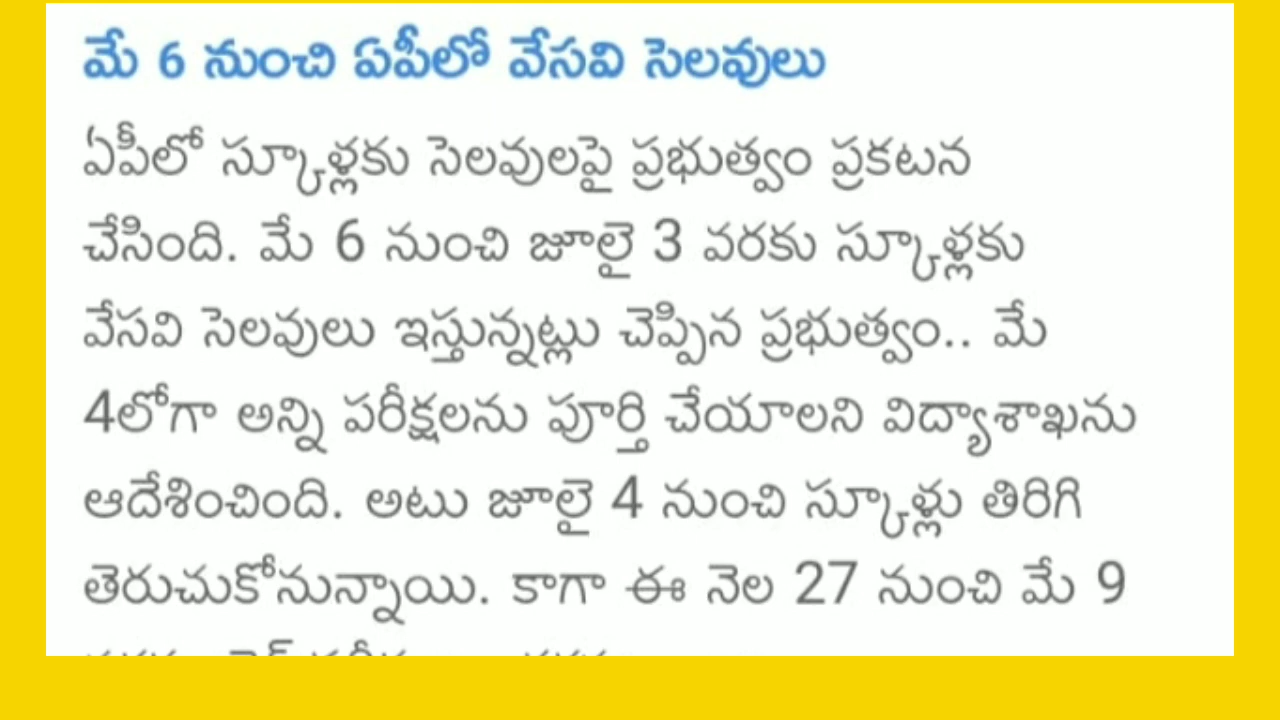 మే 6 నుంచి ఏపీలో వేసవి సెలవులు
ఏపీలో స్కూళ్లకు సెలవులపై ప్రభుత్వం ప్రకటన
చేసింది. మే 6 నుంచి జూలై 3 వరకు స్కూళ్లకు
వేసవి సెలవులు ఇస్తున్నట్లు చెప్పిన ప్రభుత్వం.. మే
4లోగా అన్ని పరీక్షలను పూర్తి చేయాలని విద్యాశాఖను
ఆదేశించింది. అటు జూలై 4 నుంచి స్కూళ్లు తిరిగి
తెరుచుకోనున్నాయి. కాగా ఈ నెల 27 నుంచి మే 9